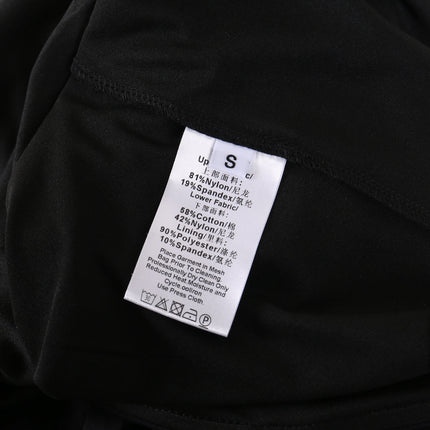 S
上部面料:
81%Nylon/尼龙
19%Spandex/氨纶
Lower Fabric/
下部面料:
58%Cotton/棉
42%Nylon/尼龙
Lining/里料:
90%Polyester/涤纶
10%Spandex/氨纶
Place Garment in Mesh
Bag Prior To Cleaning
Professionally Dry Clean Only
Reduced Heat,Moisture and
Cycle ooliron
Use Press Cloth.